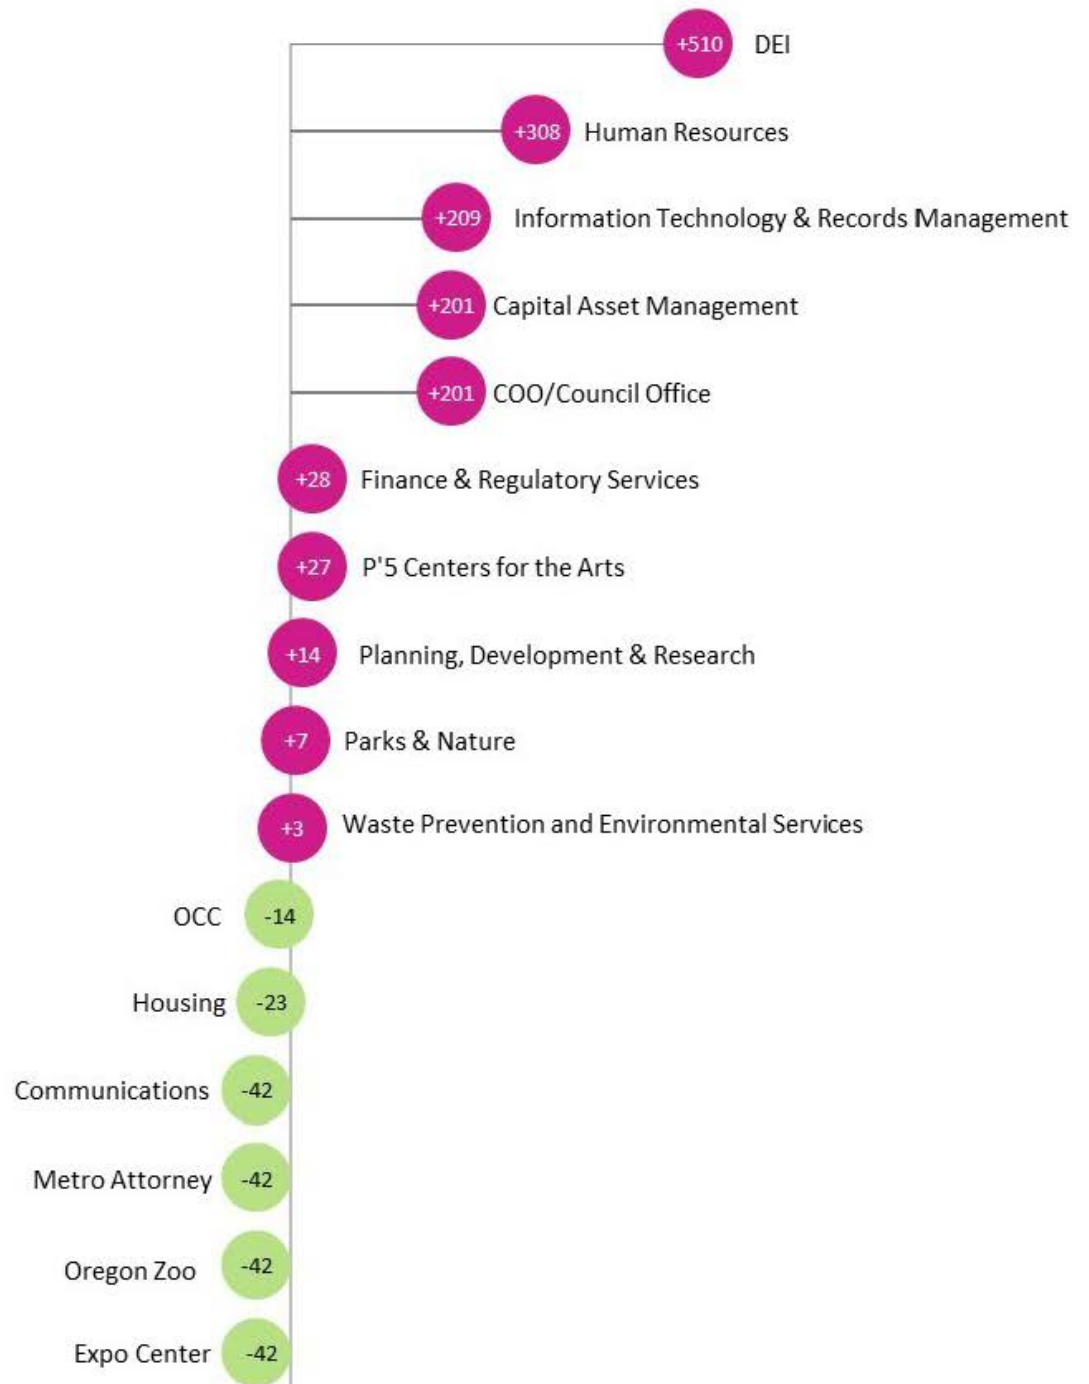 +510 DEI
+308 Human Resources
+209 Information Technology & Records Management
+201 Capital Asset Management
+201 COO/Council Office
+28 Finance & Regulatory Services
+27 P'5 Centers for the Arts
+14 Planning, Development & Research
+7 Parks & Nature
+3 Waste Prevention and Environmental Services
OCC -14
Housing -23
Communications -42
Metro Attorney -42
Oregon Zoo -42
Expo Center -42